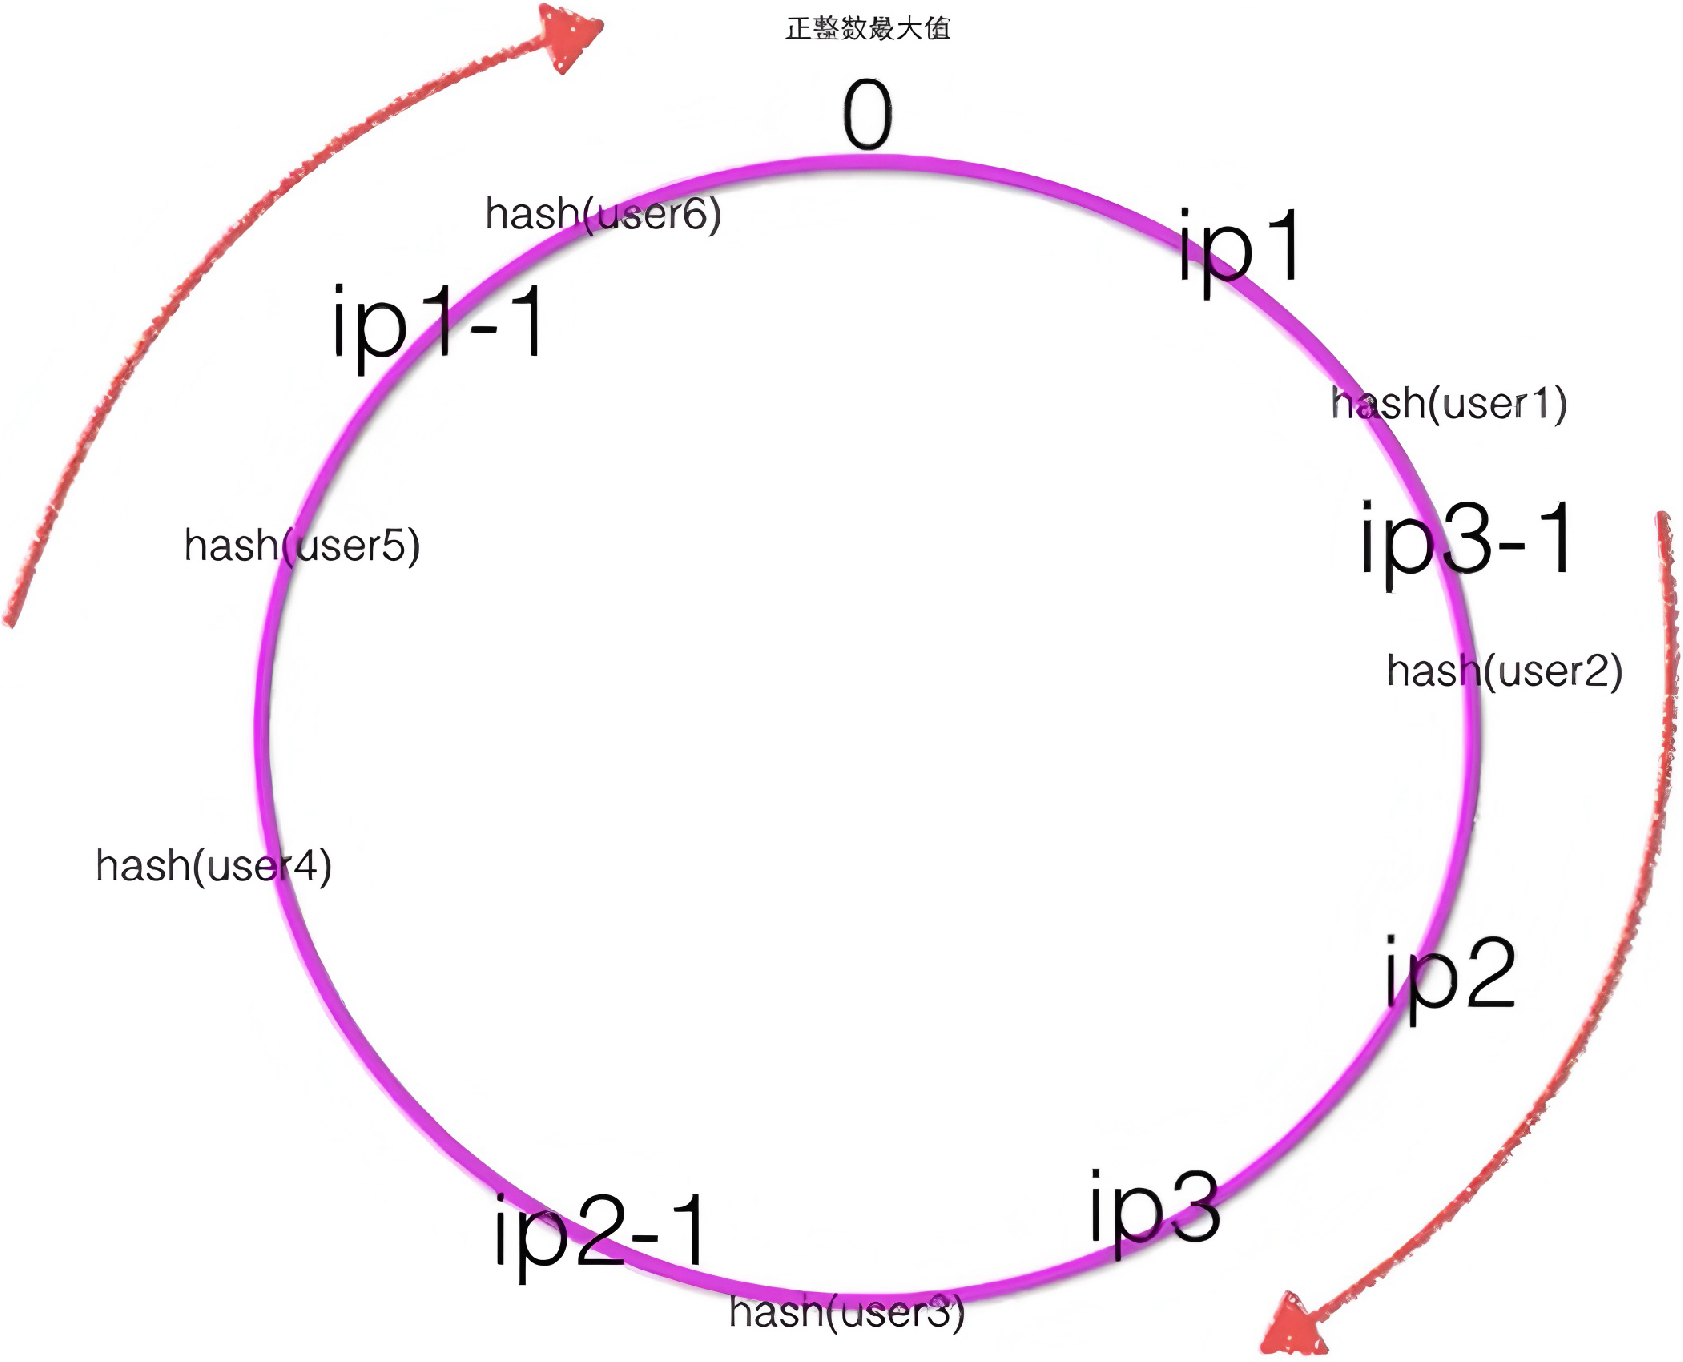 正整数最大值
0
hash(user6)
ip1
ip1-1
hash(user1)
ip3-1
hash(user5)
hash(user2)
hash(user4)
ip2
ip3
ip2-1
hash(user3)